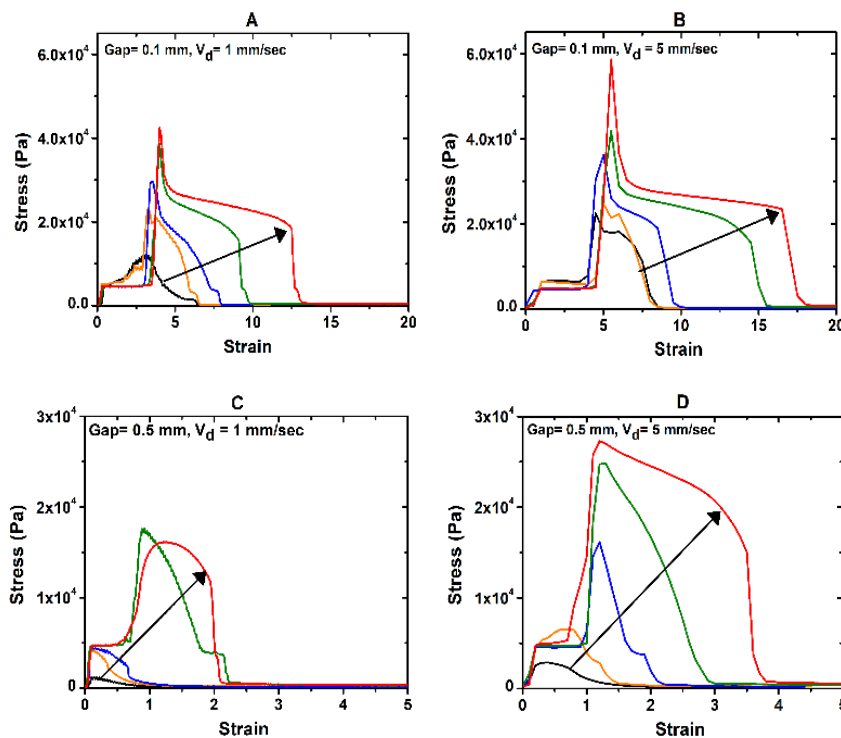 A
Gap= 0.1 mm, V_d= 1 mm/sec
Stress (Pa)
6.0x10⁴
4.0x10⁴
2.0x10⁴
0.0
0 5 10 15 20
Strain
B
Gap= 0.1 mm, V_d= 5 mm/sec
Stress (Pa)
6.0x10⁴
4.0x10⁴
2.0x10⁴
0.0
0 5 10 15 20
Strain
C
Gap= 0.5 mm, V_d = 1 mm/sec
Stress (Pa)
3x10⁴
2x10⁴
1x10⁴
0
0 1 2 3 4 5
Strain
D
Gap= 0.5 mm, V_d= 5 mm/sec
Stress (Pa)
3x10⁴
2x10⁴
1x10⁴
0
0 1 2 3 4 5
Strain